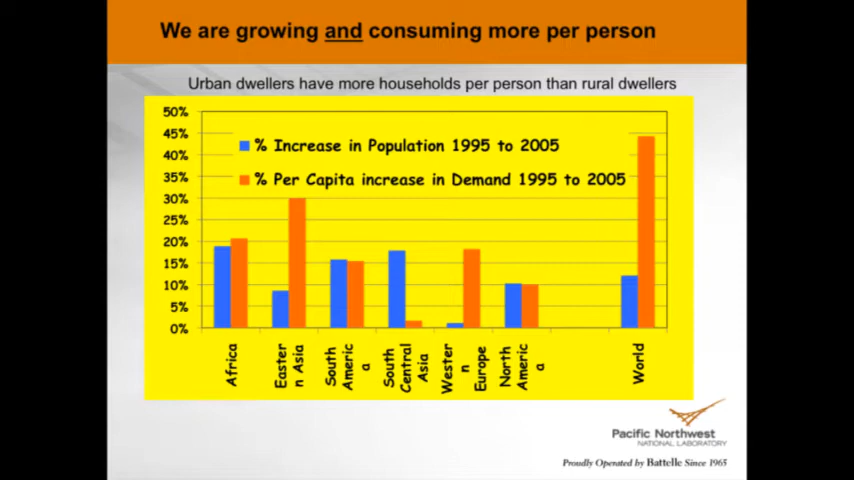 We are growing and consuming more per person
Urban dwellers have more households per person than rural dwellers
50%
45%
40%
35%
30%
25%
20%
15%
10%
5%
0%
% Increase in Population 1995 to 2005
% Per Capita increase in Demand 1995 to 2005
Africa
Easter
n Asia
South
Americ
a
South
Central
Asia
Wester
n
Europe
North
Americ
a
World
Pacific Northwest
NATIONAL LABORATORY
Proudly Operated by Battelle Since 1965